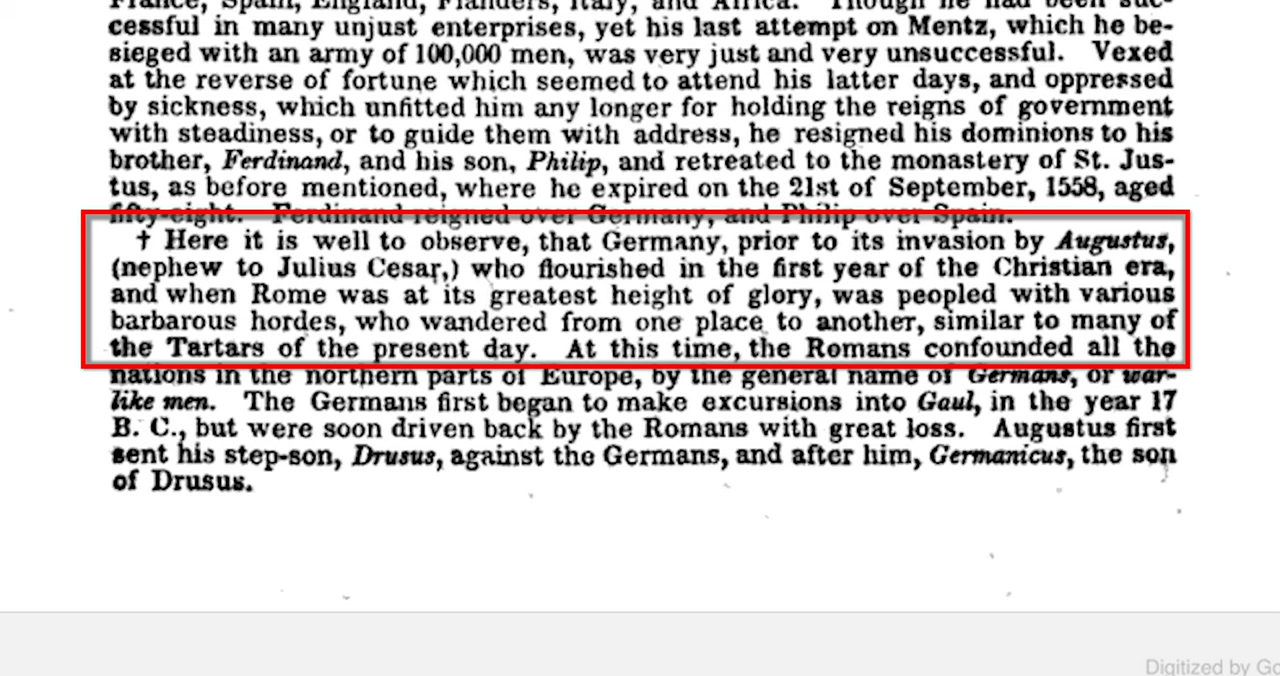 France, Spain, England, Flanders, Italy, and Africa. Though he had been suc-
cessful in many unjust enterprises, yet his last attempt on Mentz, which he be-
sieged with an army of 100,000 men, was very just and very unsuccessful. Vexed
at the reverse of fortune which seemed to attend his latter days, and oppressed
by sickness, which unfitted him any longer for holding the reigns of government
with steadiness, or to guide them with address, he resigned his dominions to his
brother, Ferdinand, and his son, Philip, and retreated to the monastery of St. Jus-
tus, as before mentioned, where he expired on the 21st of September, 1558, aged
fifty-eight. Ferdinand reigned over Germany, and Philip over Spain.
† Here it is well to observe, that Germany, prior to its invasion by Augustus,
(nephew to Julius Cesar,) who flourished in the first year of the Christian era,
and when Rome was at its greatest height of glory, was peopled with various
barbarous hordes, who wandered from one place to another, similar to many of
the Tartars of the present day. At this time, the Romans confounded all the
nations in the northern parts of Europe, by the general name of Germans, or war-
like men. The Germans first began to make excursions into Gaul, in the year 17
B. C., but were soon driven back by the Romans with great loss. Augustus first
sent his step-son, Drusus, against the Germans, and after him, Germanicus, the son
of Drusus.
Digitized by Go